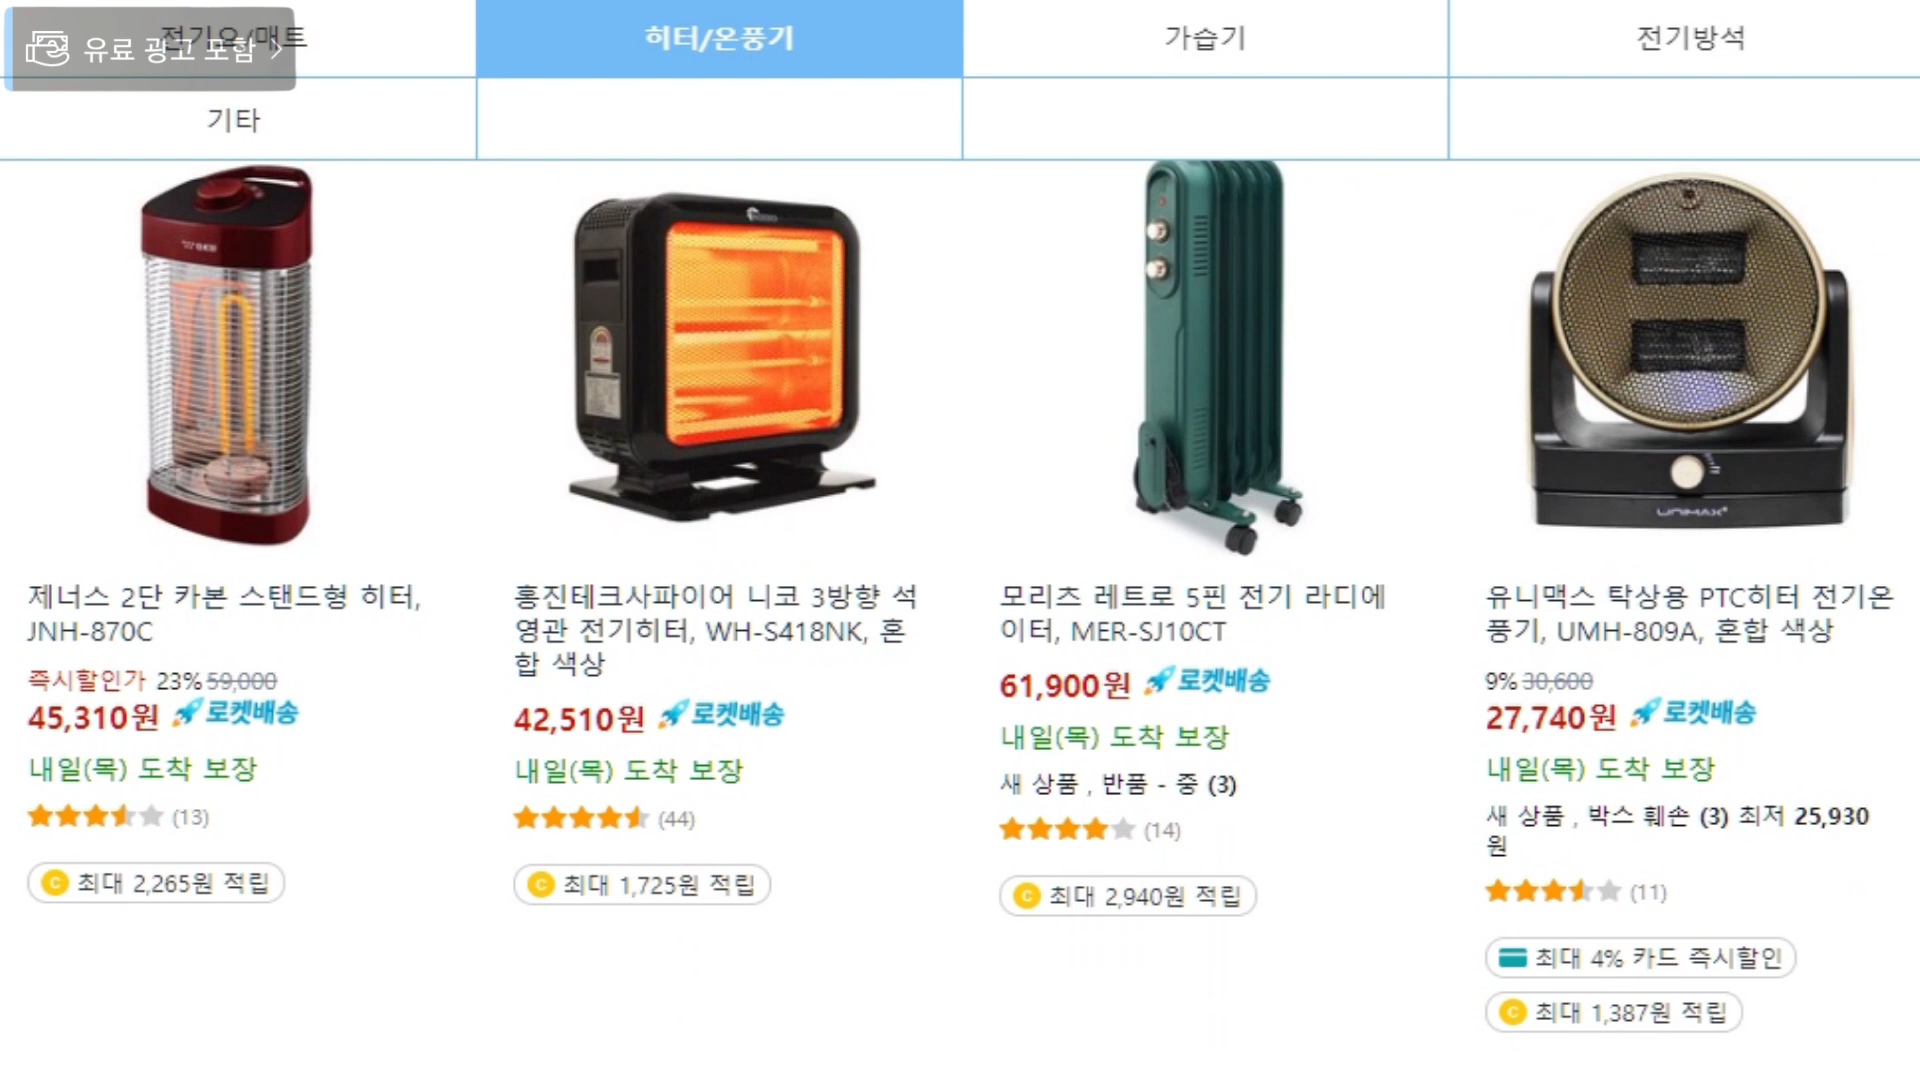 전기요/매트
유료 광고 포함
히터/온풍기
가습기
전기방석
기타
UNIMAX
제너스 2단 카본 스탠드형 히터,
JNH-870C
즉시할인가 23% 59,000
45,310원 로켓배송
내일(목) 도착 보장
(13)
최대 2,265원 적립
홍진테크사파이어 니코 3방향 석
영관 전기히터, WH-S418NK, 혼
합 색상
42,510원 로켓배송
내일(목) 도착 보장
(44)
최대 1,725원 적립
모리츠 레트로 5핀 전기 라디에
이터, MER-SJ10CT
61,900원 로켓배송
내일(목) 도착 보장
새 상품 , 반품 - 중 (3)
(14)
최대 2,940원 적립
유니맥스 탁상용 PTC히터 전기온
풍기, UMH-809A, 혼합 색상
9% 30,600
27,740원 로켓배송
내일(목) 도착 보장
새 상품 , 박스 훼손 (3) 최저 25,930
원
(11)
최대 4% 카드 즉시할인
최대 1,387원 적립